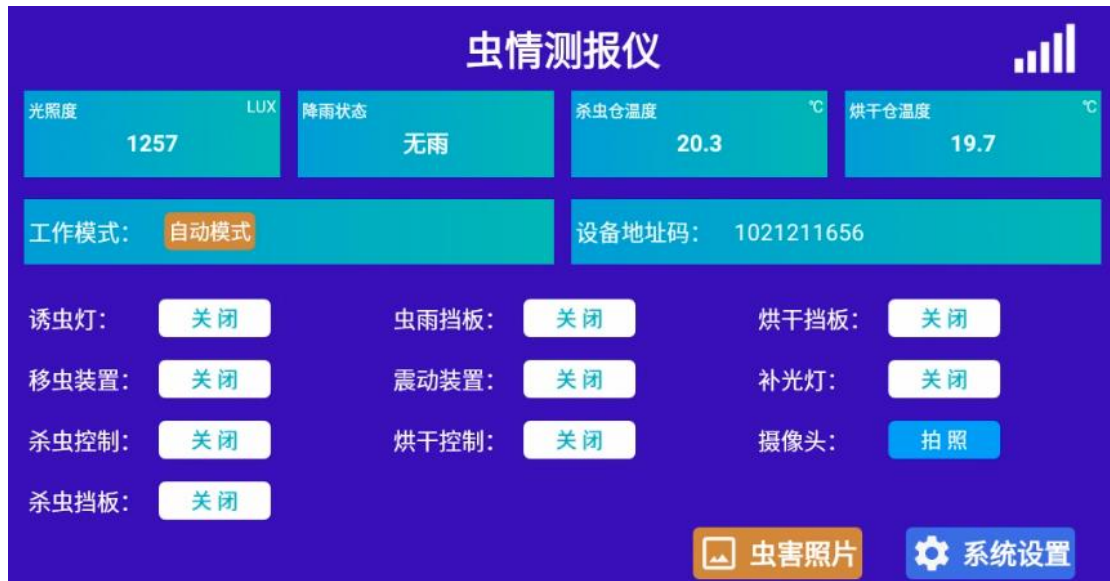 虫情测报仪
光照度 LUX 降雨状态 杀虫仓温度 ℃ 烘干仓温度 ℃
1257 无雨 20.3 19.7
工作模式： 自动模式 设备地址码： 1021211656
诱虫灯： 关闭 虫雨挡板： 关闭 烘干挡板： 关闭
移虫装置： 关闭 震动装置： 关闭 补光灯： 关闭
杀虫控制： 关闭 烘干控制： 关闭 摄像头： 拍照
杀虫挡板： 关闭
虫害照片 系统设置